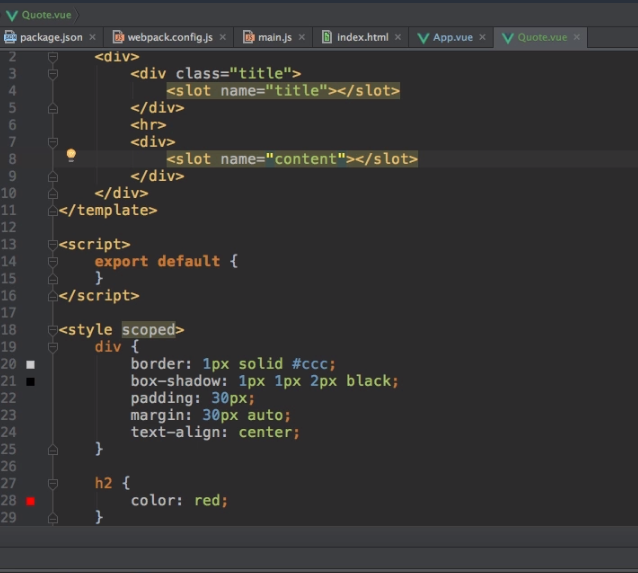 Quote.vue
package.json × webpack.config.js × main.js × index.html × App.vue × Quote.vue ×
2 <div>
3 <div class="title">
4 <slot name="title"></slot>
5 </div>
6 <hr>
7 <div>
8 <slot name="content"></slot>
9 </div>
10 </div>
11 </template>
12
13 <script>
14 export default {
15 }
16 </script>
17
18 <style scoped>
19 div {
20 border: 1px solid #ccc;
21 box-shadow: 1px 1px 2px black;
22 padding: 30px;
23 margin: 30px auto;
24 text-align: center;
25 }
26
27 h2 {
28 color: red;
29 }